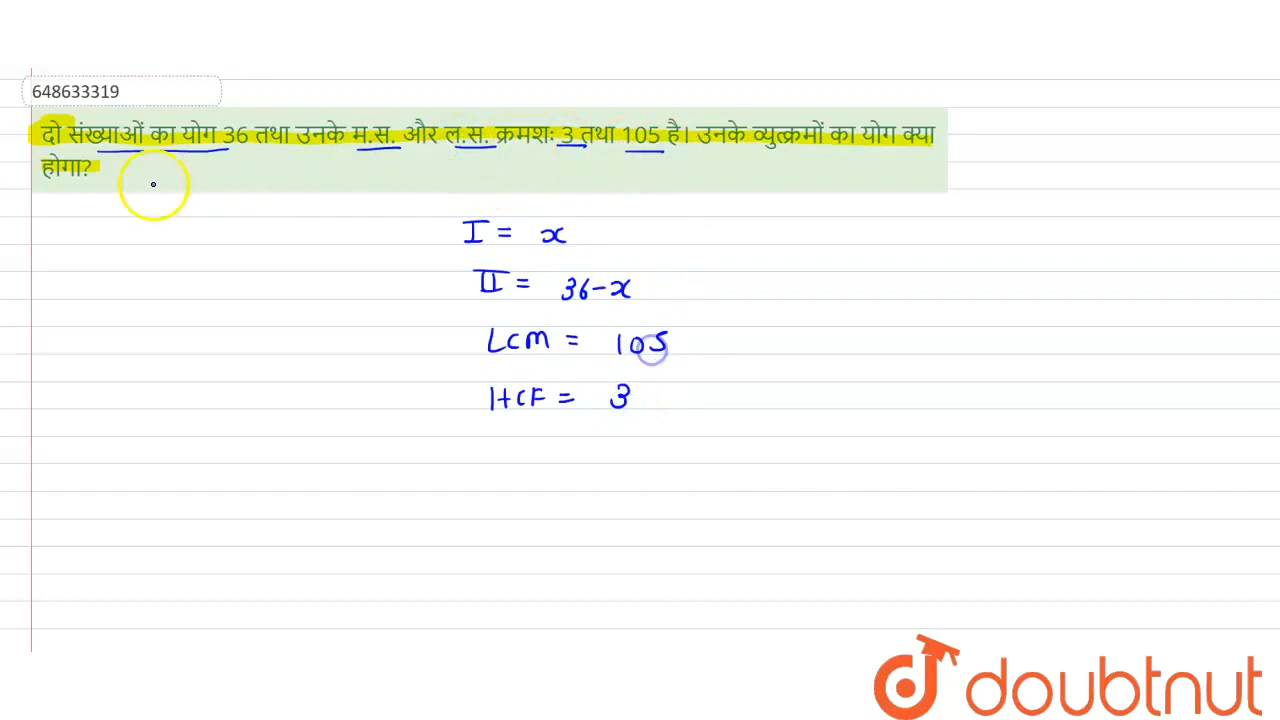 648633319
दो संख्याओं का योग 36 तथा उनके म.स. और ल.स. क्रमशः 3 तथा 105 है। उनके व्युत्क्रमों का योग क्या
होगा?
I = x
II = 36-x
LCM = 105
HCF = 3
doubtnut